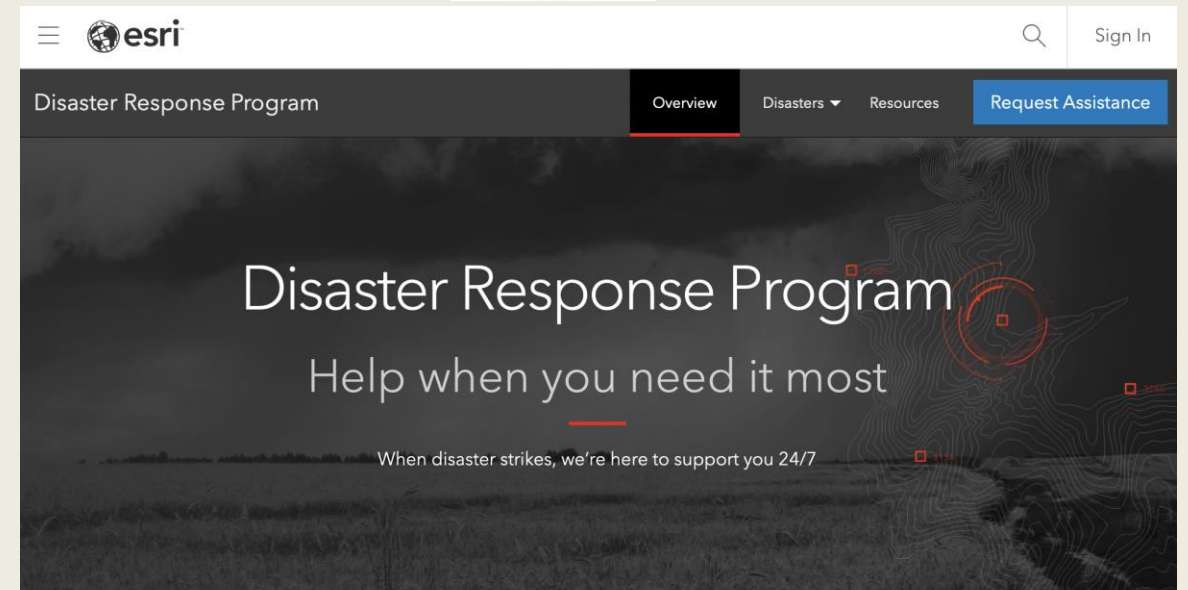 esri
Sign In
Disaster Response Program
Overview
Disasters
Resources
Request Assistance
Disaster Response Program
Help when you need it most
When disaster strikes, we're here to support you 24/7